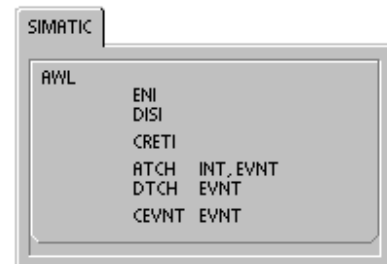 SIMATIC
AWL
ENI
DISI
CRETI
ATCH INT, EVNT
DTCH EVNT
CEVNT EVNT